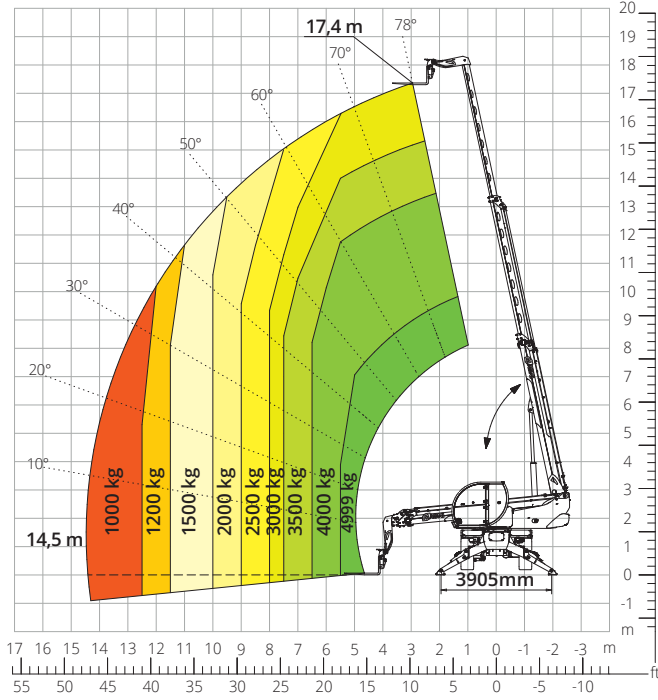 17,4 m
78°
70°
60°
50°
40°
30°
20°
10°
14,5 m
1000 kg
1200 kg
1500 kg
2000 kg
2500 kg
3000 kg
3500 kg
4000 kg
4999 kg
3905mm
20
19
18
17
16
15
14
13
12
11
10
9
8
7
6
5
4
3
2
1
0
-1
m
17 16 15 14 13 12 11 10 9 8 7 6 5 4 3 2 1 0 -1 -2 -3 m
ft
55 50 45 40 35 30 25 20 15 10 5 0 -5 -10